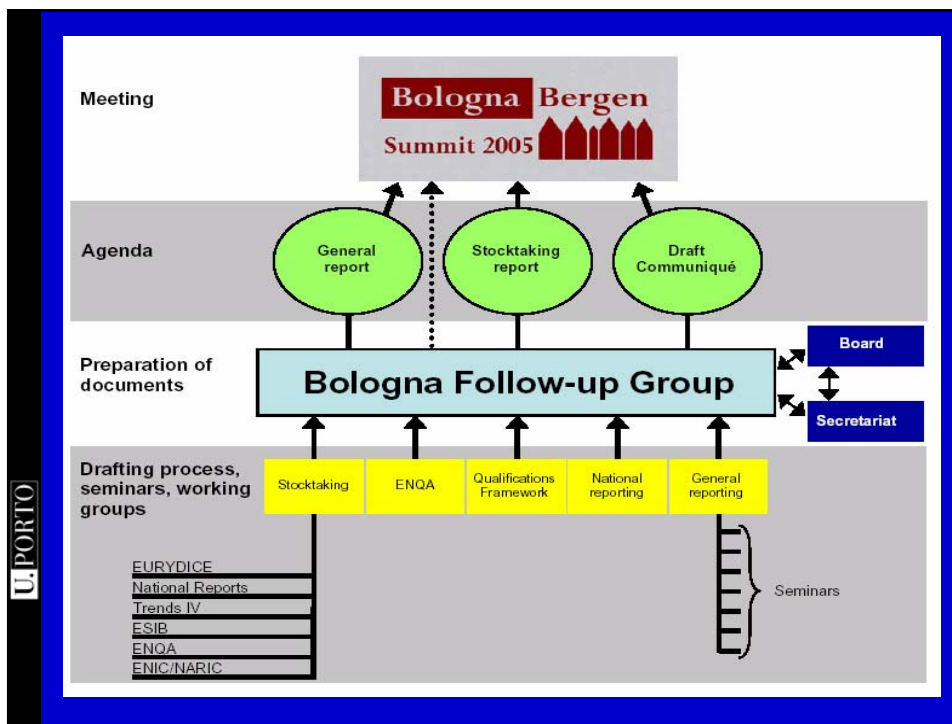 Meeting
Bologna Bergen
Summit 2005
Agenda
General
report
Stocktaking
report
Draft
Communiqué
Preparation of
documents
Bologna Follow-up Group
Board
Secretariat
Drafting process,
seminars, working
groups
Stocktaking
ENQA
Qualifications
Framework
National
reporting
General
reporting
EURYDICE
National Reports
Trends IV
ESIB
ENQA
ENIC/NARIC
Seminars
U.PORTO